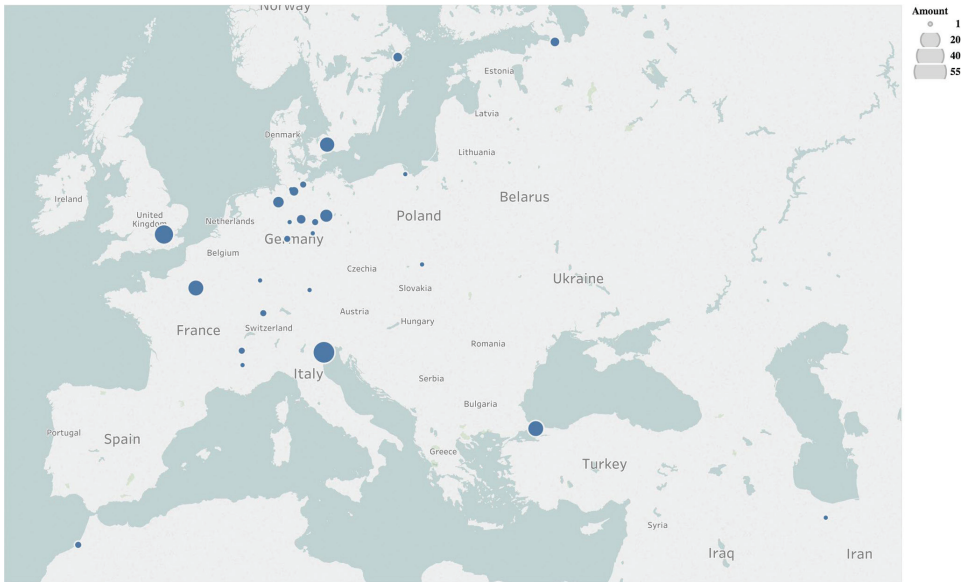 Norway
Amount
1
20
40
55
Estonia
Latvia
Denmark
Lithuania
Ireland
United
Kingdom
Netherlands
Poland
Belarus
Germany
Belgium
Czechia
Slovakia
Ukraine
Austria
Hungary
France
Switzerland
Romania
Italy
Serbia
Bulgaria
Portugal
Spain
Greece
Turkey
Syria
Iraq
Iran